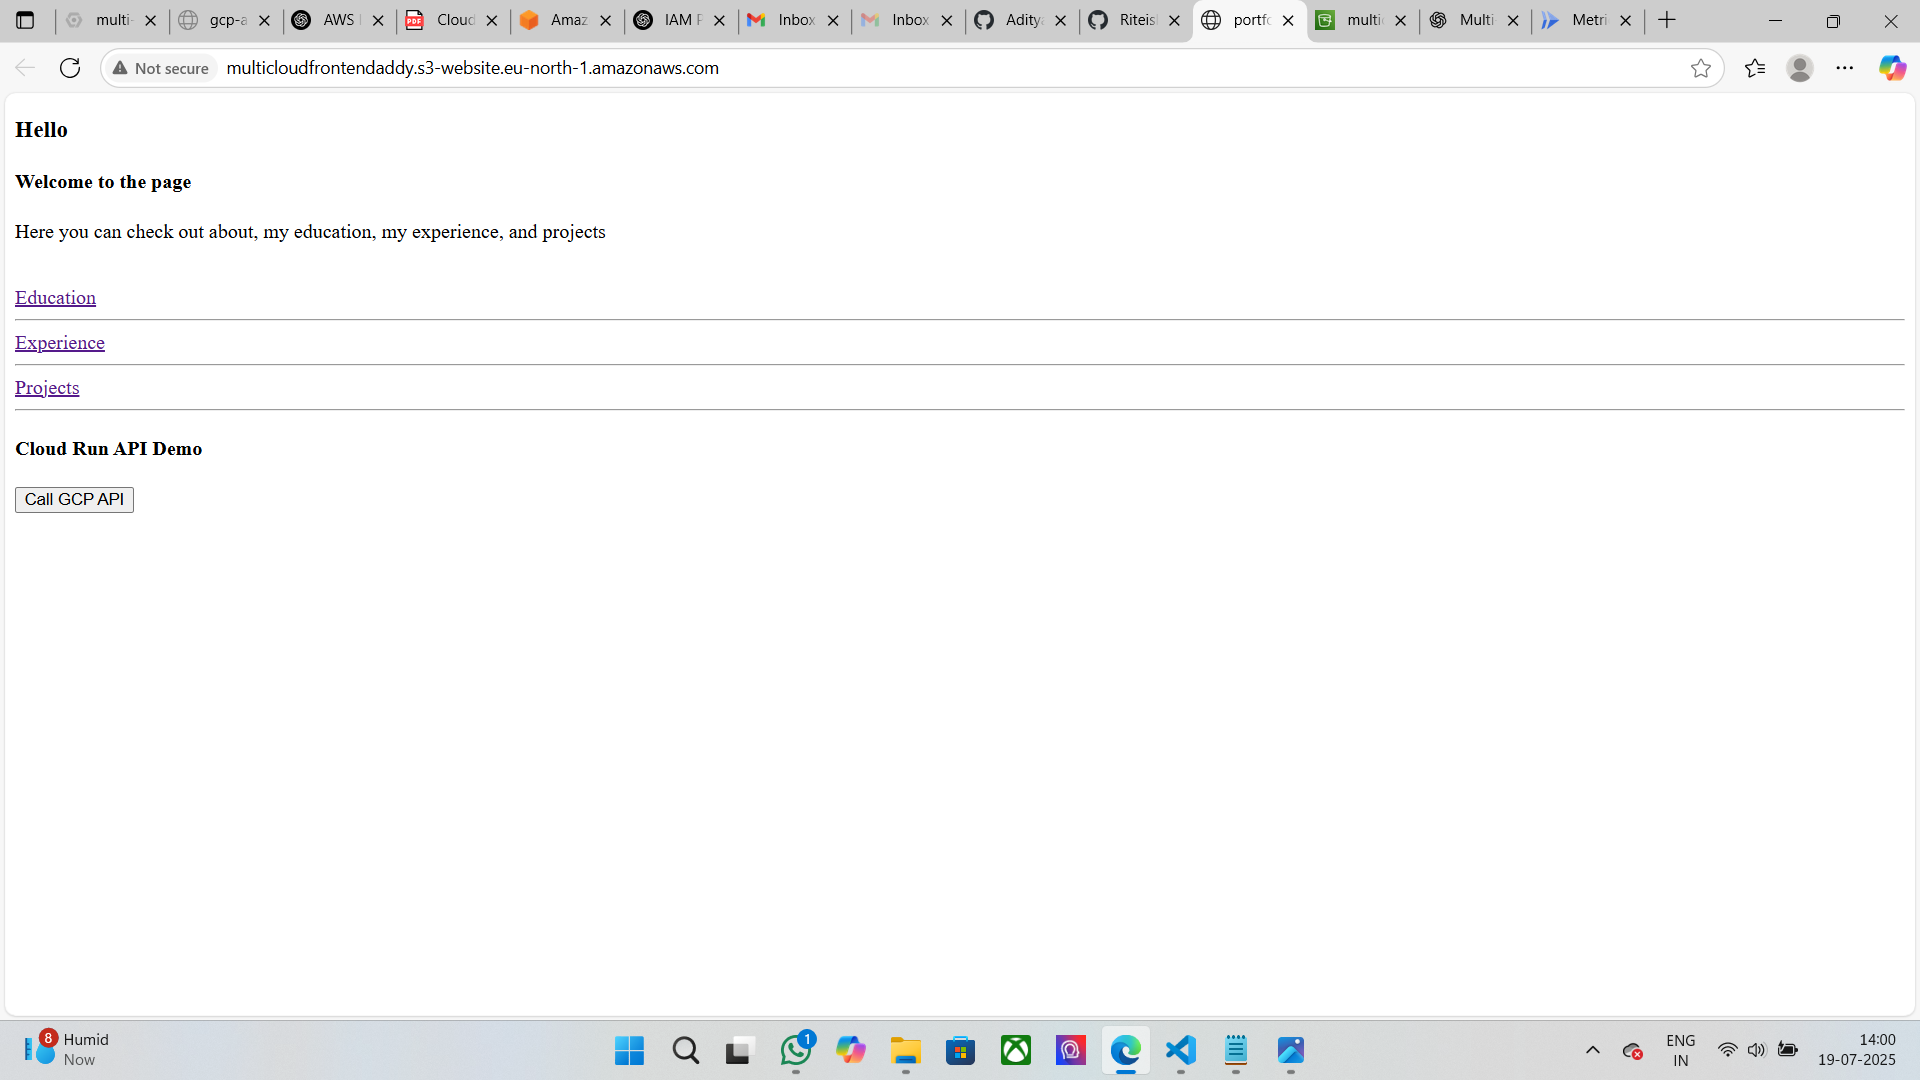 multi-
gcp-a
AWS
Cloud
Amaz
IAM P
Inbox
Inbox
Aditya
Riteis
portfo
multi
Multi
Metri
Not secure
multicloudfrontendaddy.s3-website.eu-north-1.amazonaws.com
Hello
Welcome to the page
Here you can check out about, my education, my experience, and projects
Education
Experience
Projects
Cloud Run API Demo
Call GCP API
8
Humid
Now
1
ENG
IN
14:00
19-07-2025